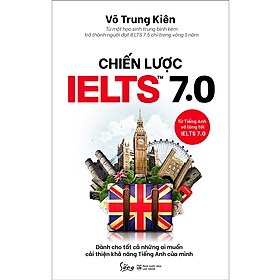 Võ Trung Kiên
Từ một học sinh trung bình kém
trở thành người đạt IELTS 7.5 chỉ trong vòng 3 năm
CHIẾN LƯỢC
IELTS™ 7.0
Từ Tiếng Anh
vỡ lòng tới
IELTS 7.0
Dành cho tất cả những ai muốn
cải thiện khả năng Tiếng Anh của mình